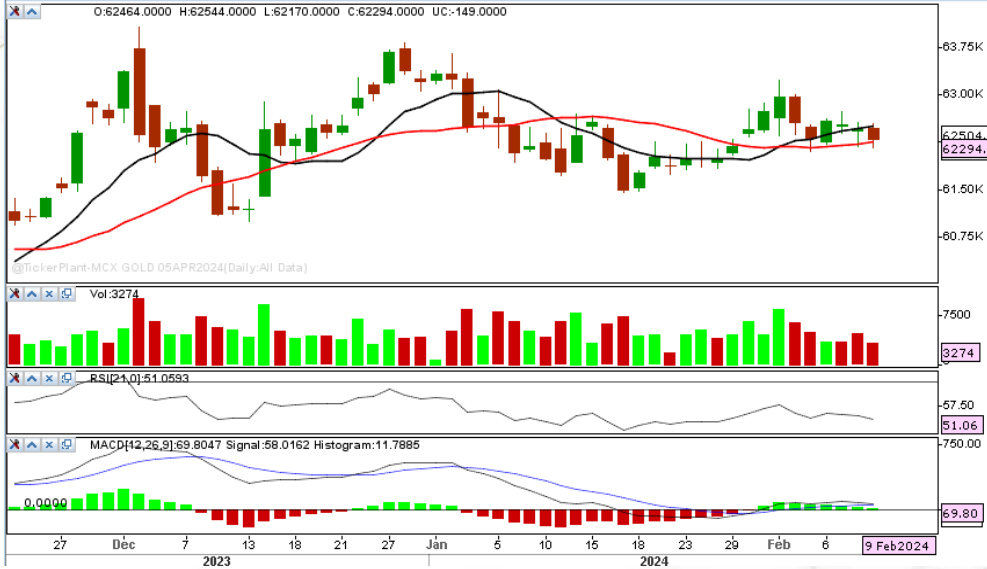 O:62464.0000 H:62544.0000 L:62170.0000 C:62294.0000 UC:-149.0000
63.75K
63.00K
62504.
62294.
61.50K
60.75K
@TickerPlant-MCX GOLD 05APR2024(Daily:All Data)
Vol:3274
7500
3274
RSI[21,0]:51.0593
57.50
51.06
MACD[12,26,9]:69.8047 Signal:58.0162 Histogram:11.7885
750.00
0.0000
69.80
27 Dec 7 13 18 21 27 Jan 5 10 15 18 23 29 Feb 6 9 Feb2024
2023 2024